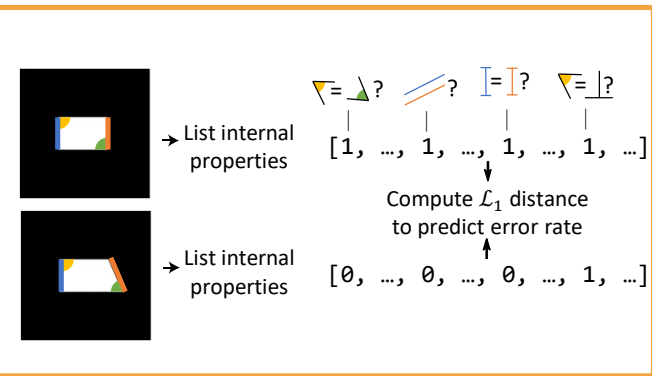 = ? ? = ? = ?
List internal
properties
[1, …, 1, …, 1, …, 1, …]
Compute ℒ₁ distance
to predict error rate
List internal
properties
[0, …, 0, …, 0, …, 1, …]